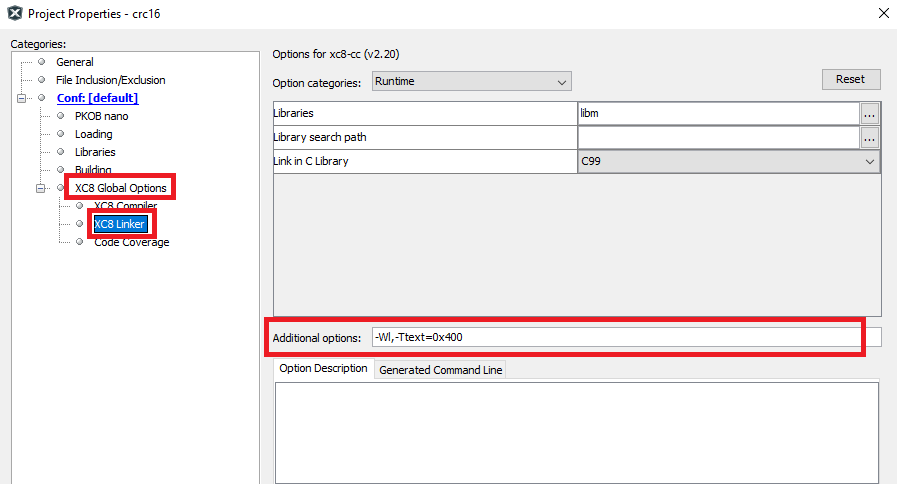 Project Properties - crc16
Categories:
General
File Inclusion/Exclusion
Conf: [default]
PKOB nano
Loading
Libraries
Building
XC8 Global Options
XC8 Compiler
XC8 Linker
Code Coverage
Options for xc8-cc (v2.20)
Option categories: Runtime Reset
Libraries libm ...
Library search path ...
Link in C Library C99
Additional options: -Wl,-Ttext=0x400
Option Description Generated Command Line